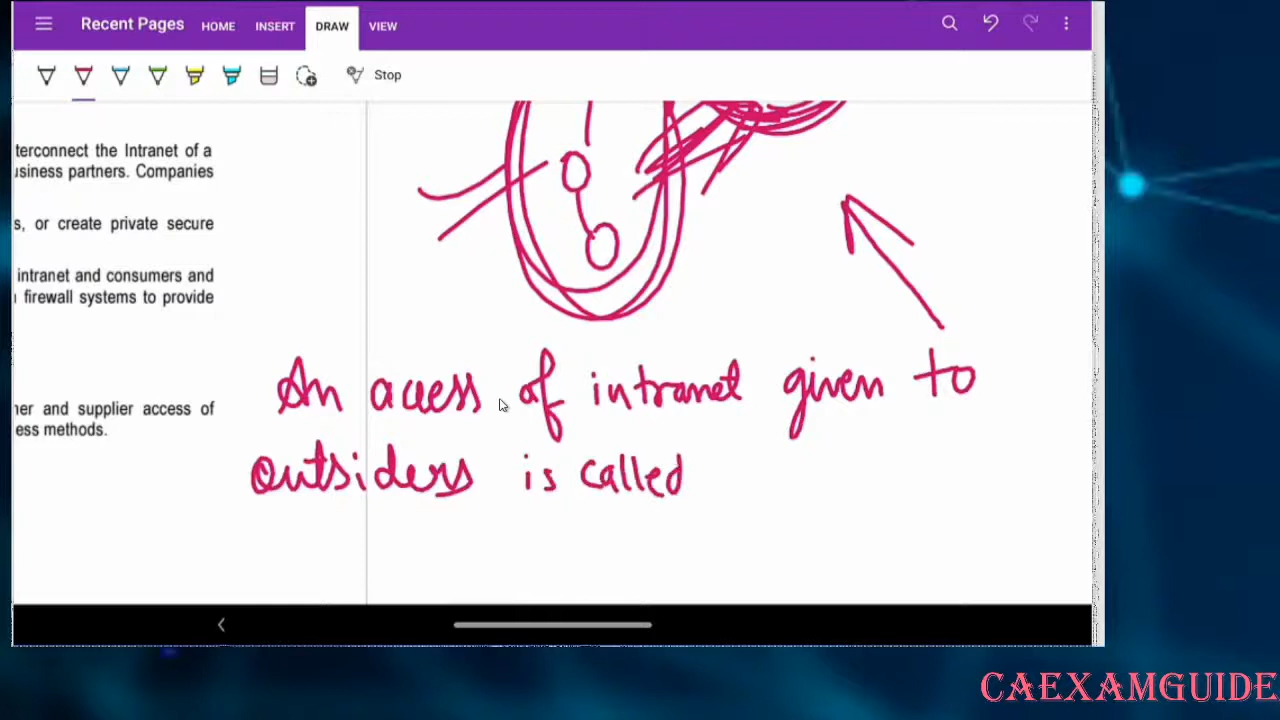 Recent Pages HOME INSERT DRAW VIEW
Stop
terconnect the Intranet of a
usiness partners. Companies
s, or create private secure
intranet and consumers and
firewall systems to provide
er and supplier access of
ess methods.
An acess of intranet given to
outsiders is called
CAEXAMGUIDE